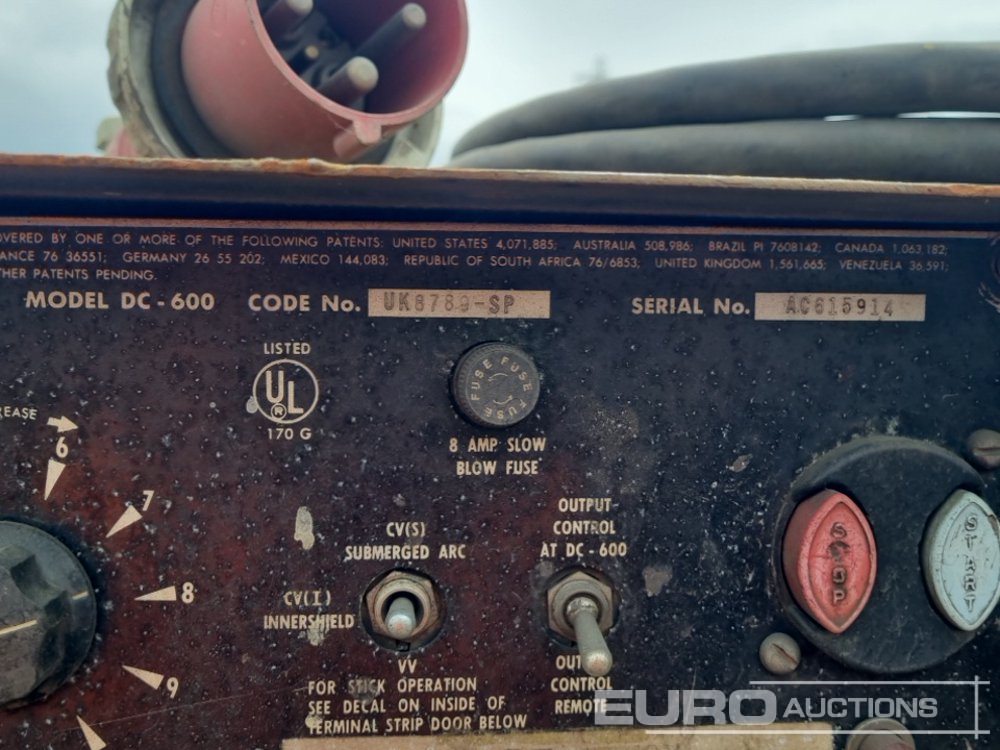 OVERED BY ONE OR MORE OF THE FOLLOWING PATENTS: UNITED STATES 4,071,885; AUSTRALIA 508,986; BRAZIL PI 7608142; CANADA 1,063,182;
ANCE 76 36551; GERMANY 26 55 202; MEXICO 144,083; REPUBLIC OF SOUTH AFRICA 76/6853; UNITED KINGDOM 1,561,665; VENEZUELA 36,591;
THER PATENTS PENDING.
MODEL DC-600 CODE No. UK8789-SP SERIAL No. AC615914
LISTED
UL
®
170 G
FUSE FUSE FUSE
8 AMP SLOW
BLOW FUSE
REASE
6
7
8
9
CV(S)
SUBMERGED ARC
CV(I)
INNERSHIELD
VV
FOR STICK OPERATION
SEE DECAL ON INSIDE OF
TERMINAL STRIP DOOR BELOW
OUTPUT
CONTROL
AT DC-600
OUTPUT
CONTROL
REMOTE
STOP
START
EURO AUCTIONS